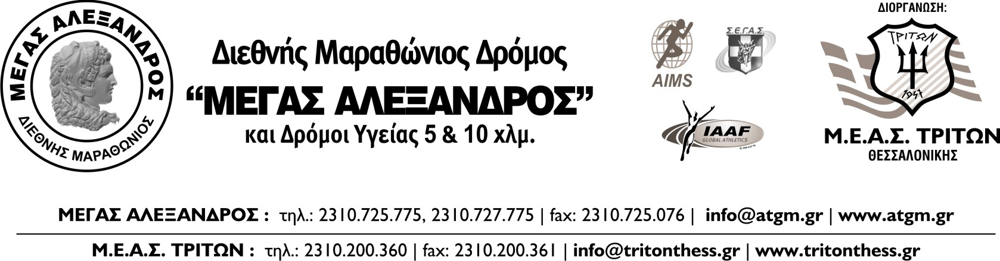 ΜΕΓΑΣ ΑΛΕΞΑΝΔΡΟΣ
ΔΙΕΘΝΗΣ ΜΑΡΑΘΩΝΙΟΣ
Διεθνής Μαραθώνιος Δρόμος
“ΜΕΓΑΣ ΑΛΕΞΑΝΔΡΟΣ”
και Δρόμοι Υγείας 5 & 10 χλμ.
AIMS
Σ.Ε.Γ.Α.Σ.
IAAF
GLOBAL ATHLETICS
ΔΙΟΡΓΑΝΩΣΗ:
ΤΡΙΤΩΝ
1957
Μ.Ε.Α.Σ. ΤΡΙΤΩΝ
ΘΕΣΣΑΛΟΝΙΚΗΣ
ΜΕΓΑΣ ΑΛΕΞΑΝΔΡΟΣ : τηλ.: 2310.725.775, 2310.727.775 | fax: 2310.725.076 | info@atgm.gr | www.atgm.gr
Μ.Ε.Α.Σ. ΤΡΙΤΩΝ : τηλ.: 2310.200.360 | fax: 2310.200.361 | info@tritonthess.gr | www.tritonthess.gr